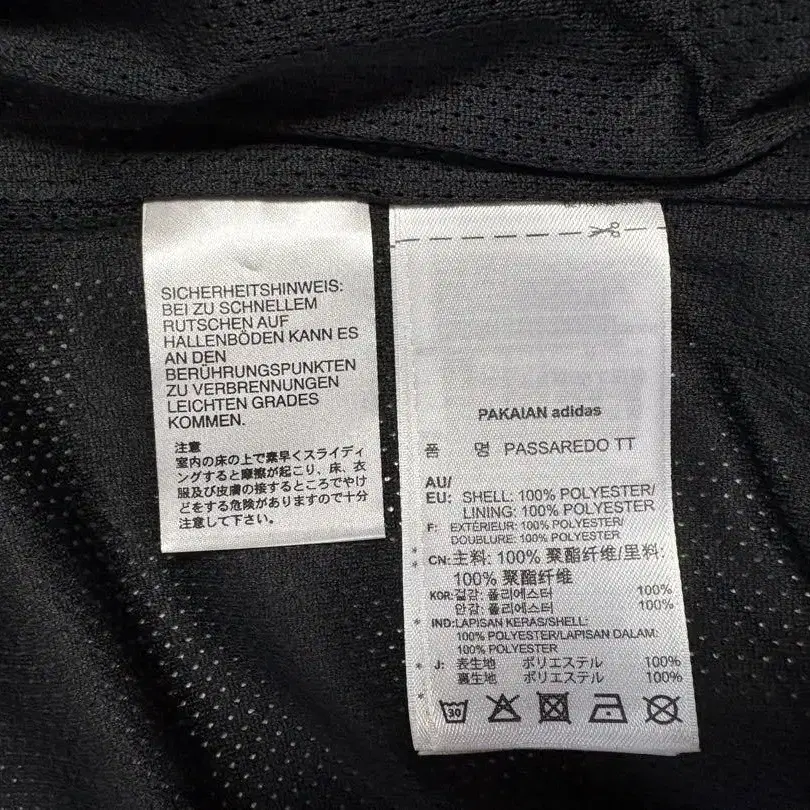 SICHERHEITSHINWEIS:
BEI ZU SCHNELLEM
RUTSCHEN AUF
HALLENBÖDEN KANN ES
AN DEN
BERÜHRUNGSPUNKTEN
ZU VERBRENNUNGEN
LEICHTEN GRADES
KOMMEN.
注意
室内の床の上で素早くスライディ
ングすると摩擦が起こり、床、衣
服及び皮膚の接するところでやけ
どをする危険がありますので十分
注意して下さい。
PAKAIAN adidas
품 명 PASSAREDO TT
AU/
EU: SHELL: 100% POLYESTER/
LINING: 100% POLYESTER
F: EXTÉRIEUR: 100% POLYESTER/
DOUBLURE: 100% POLYESTER
* CN:主料: 100% 聚酯纤维/里料:
* 100% 聚酯纤维
KOR:겉감: 폴리에스터 100%
안감: 폴리에스터 100%
* IND:LAPISAN KERAS/SHELL:
100% POLYESTER/LAPISAN DALAM:
100% POLYESTER
* J: 表生地 ポリエステル 100%
裏生地 ポリエステル 100%
*
30